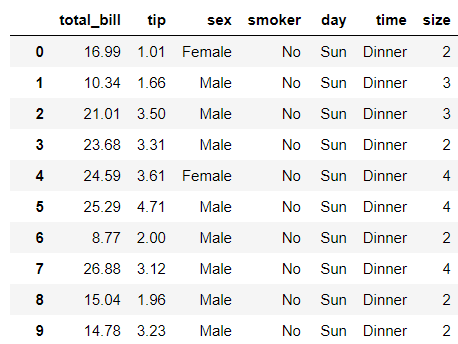 total_bill tip sex smoker day time size
0 16.99 1.01 Female No Sun Dinner 2
1 10.34 1.66 Male No Sun Dinner 3
2 21.01 3.50 Male No Sun Dinner 3
3 23.68 3.31 Male No Sun Dinner 2
4 24.59 3.61 Female No Sun Dinner 4
5 25.29 4.71 Male No Sun Dinner 4
6 8.77 2.00 Male No Sun Dinner 2
7 26.88 3.12 Male No Sun Dinner 4
8 15.04 1.96 Male No Sun Dinner 2
9 14.78 3.23 Male No Sun Dinner 2